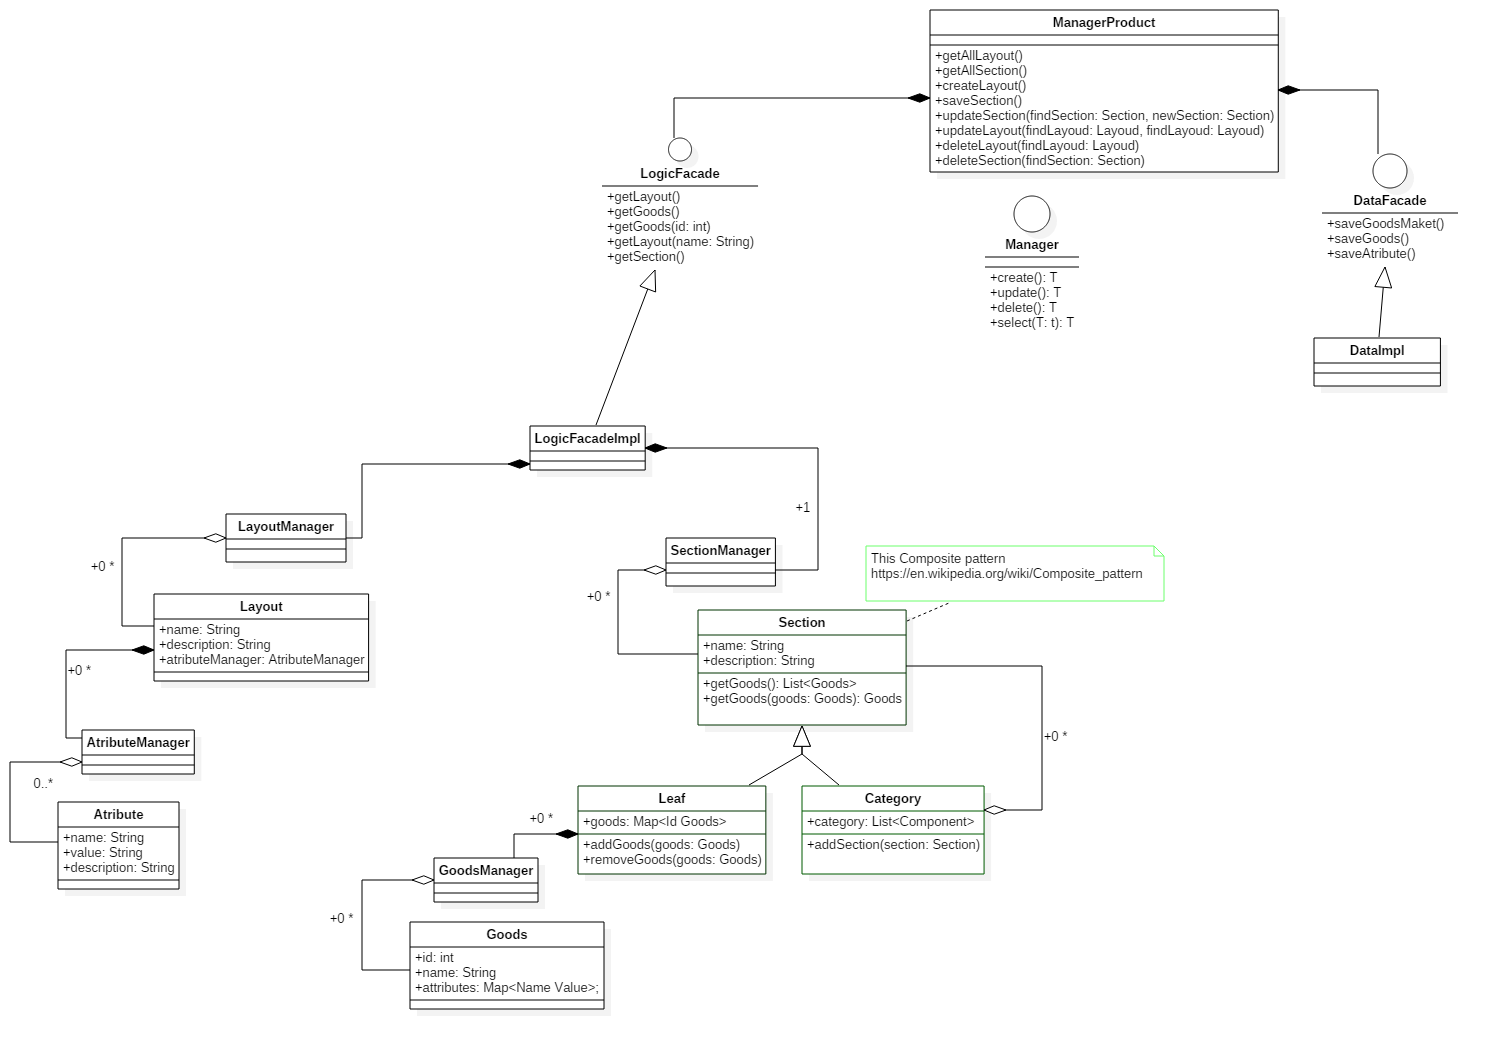 ManagerProduct
+getAllLayout()
+getAllSection()
+createLayout()
+saveSection()
+updateSection(findSection: Section, newSection: Section)
+updateLayout(findLayoud: Layoud, findLayoud: Layoud)
+deleteLayout(findLayoud: Layoud)
+deleteSection(findSection: Section)
LogicFacade
+getLayout()
+getGoods()
+getGoods(id: int)
+getLayout(name: String)
+getSection()
Manager
+create(): T
+update(): T
+delete(): T
+select(T: t): T
DataFacade
+saveGoodsMaket()
+saveGoods()
+saveAtribute()
DataImpl
LogicFacadeImpl
+1
LayoutManager
+0 *
Layout
+name: String
+description: String
+atributeManager: AtributeManager
+0 *
AtributeManager
0..*
Atribute
+name: String
+value: String
+description: String
SectionManager
+0 *
This Composite pattern
https://en.wikipedia.org/wiki/Composite_pattern
Section
+name: String
+description: String
+getGoods(): List<Goods>
+getGoods(goods: Goods): Goods
+0 *
Leaf
+goods: Map<Id Goods>
+addGoods(goods: Goods)
+removeGoods(goods: Goods)
Category
+category: List<Component>
+addSection(section: Section)
+0 *
GoodsManager
+0 *
Goods
+id: int
+name: String
+attributes: Map<Name Value>;